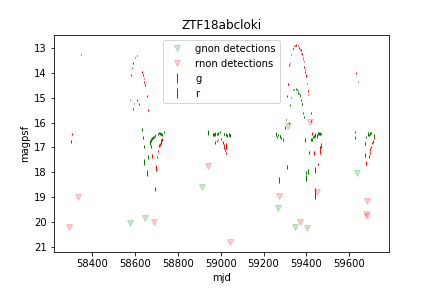 ZTF18abcloki
gnon detections
rnon detections
g
r
magpsf
13
14
15
16
17
18
19
20
21
58400
58600
58800
59000
59200
59400
59600
mjd